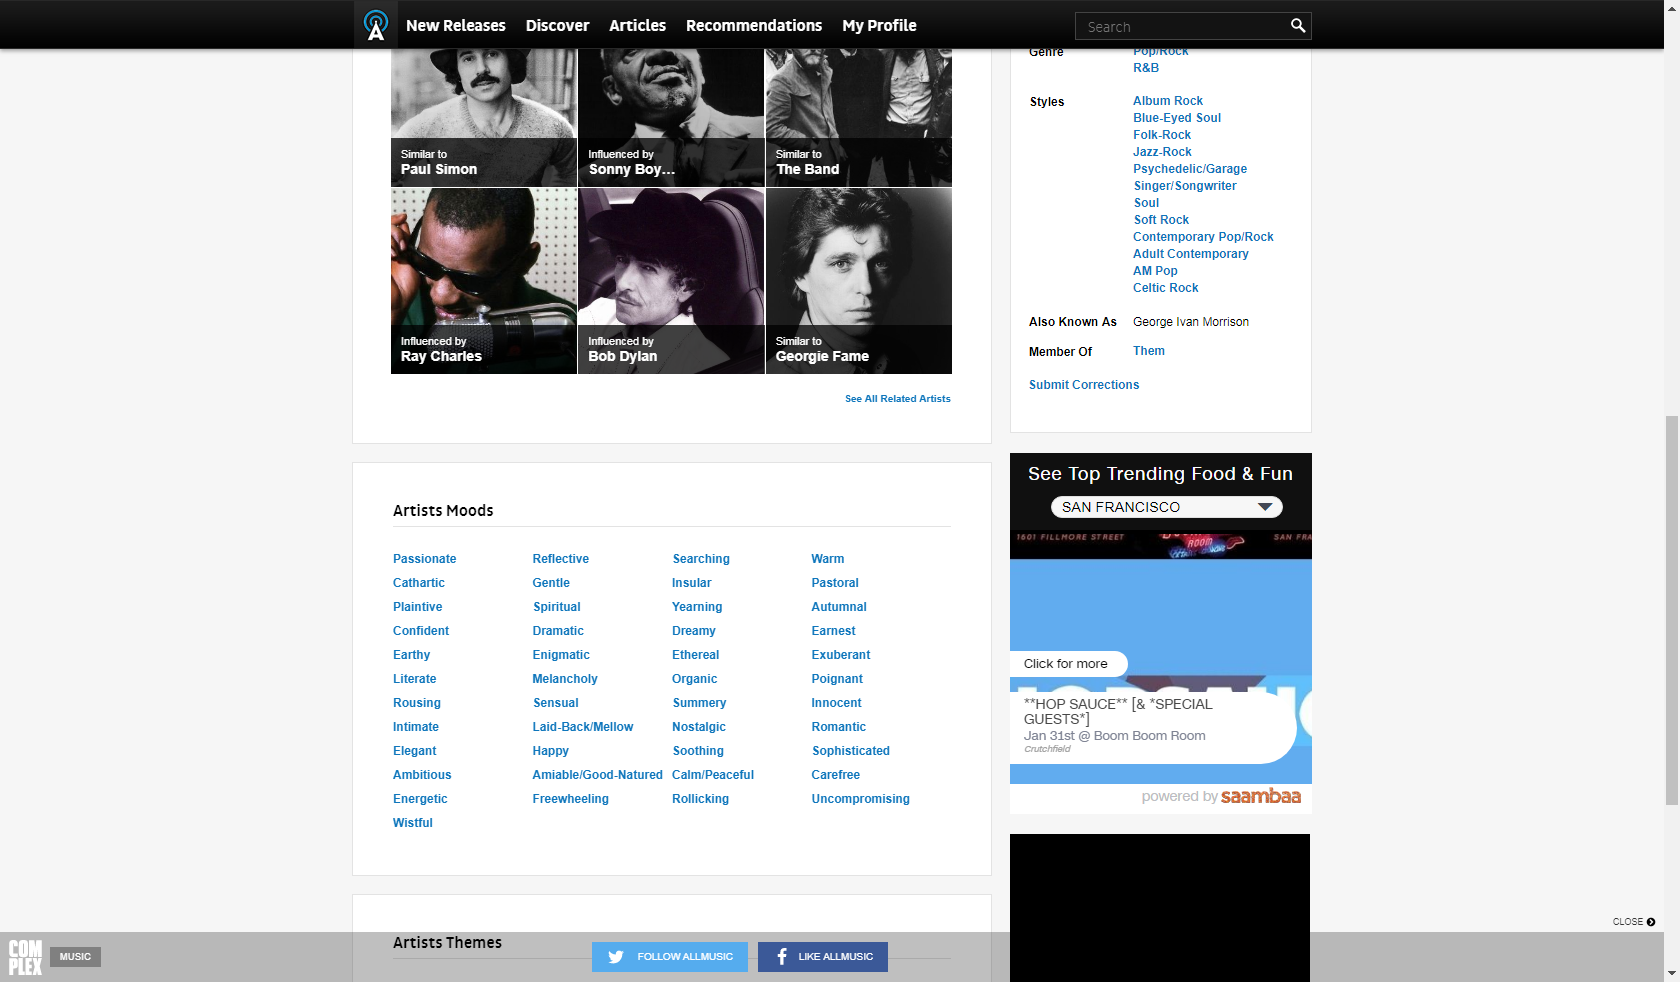 New Releases
Discover
Articles
Recommendations
My Profile
Search
Similar to
Paul Simon
Influenced by
Sonny Boy...
Similar to
The Band
Influenced by
Ray Charles
Influenced by
Bob Dylan
Similar to
Georgie Fame
See All Related Artists
Genre
Pop/Rock
R&B
Styles
Album Rock
Blue-Eyed Soul
Folk-Rock
Jazz-Rock
Psychedelic/Garage
Singer/Songwriter
Soul
Soft Rock
Contemporary Pop/Rock
Adult Contemporary
AM Pop
Celtic Rock
Also Known As George Ivan Morrison
Member Of Them
Submit Corrections
Artists Moods
Passionate Reflective Searching Warm
Cathartic Gentle Insular Pastoral
Plaintive Spiritual Yearning Autumnal
Confident Dramatic Dreamy Earnest
Earthy Enigmatic Ethereal Exuberant
Literate Melancholy Organic Poignant
Rousing Sensual Summery Innocent
Intimate Laid-Back/Mellow Nostalgic Romantic
Elegant Happy Soothing Sophisticated
Ambitious Amiable/Good-Natured Calm/Peaceful Carefree
Energetic Freewheeling Rollicking Uncompromising
Wistful
See Top Trending Food & Fun
SAN FRANCISCO
1601 FILLMORE STREET
ROOM
SAN FRA
Click for more
**HOP SAUCE** [& *SPECIAL
GUESTS*]
Jan 31st @ Boom Boom Room
Crutchfield
powered by saambaa
Artists Themes
CLOSE
COM
PLEX
MUSIC
FOLLOW ALLMUSIC
LIKE ALLMUSIC